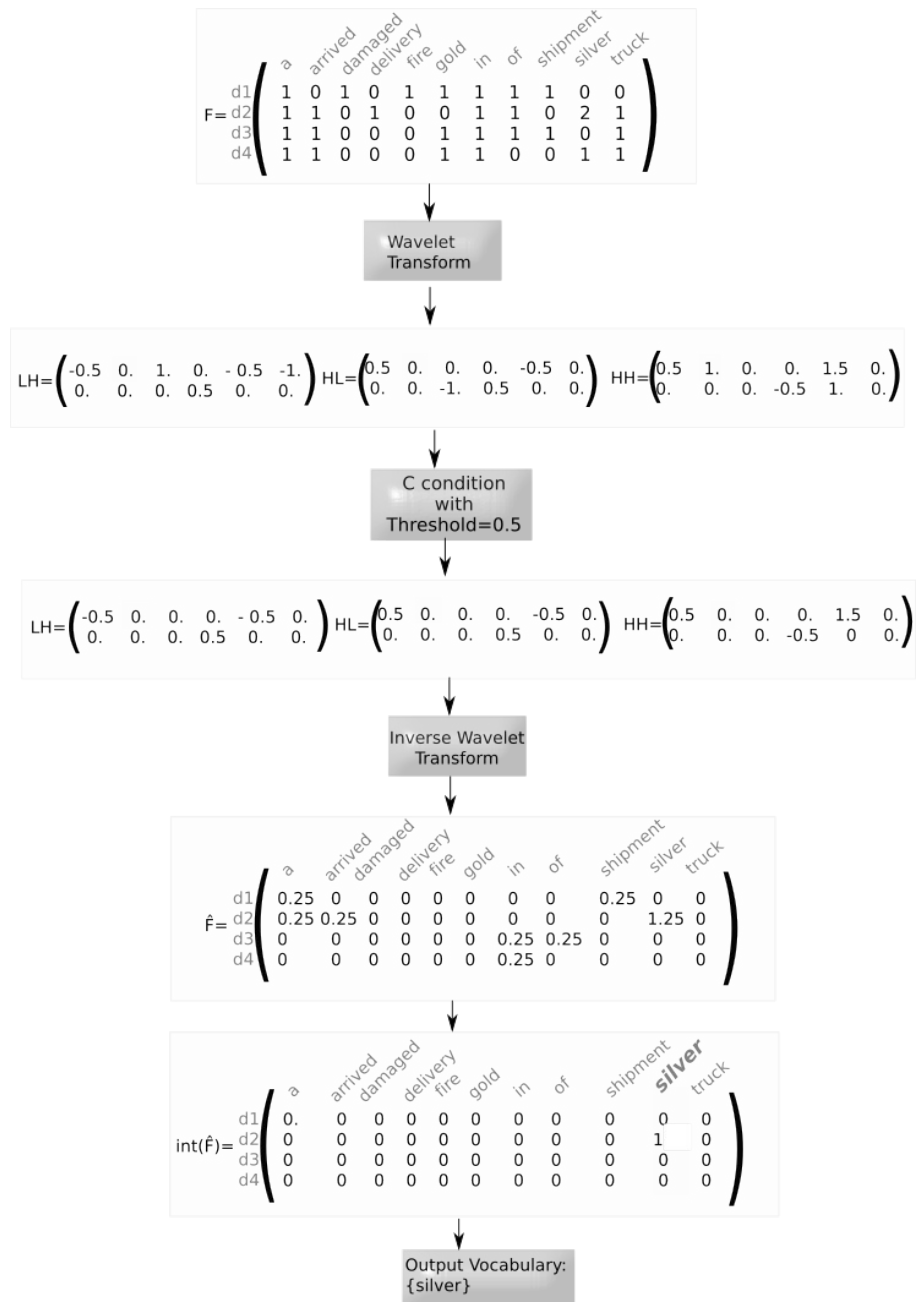 a arrived damaged delivery fire gold in of shipment silver truck
d1 1 0 1 0 1 1 1 1 1 0 0
F= d2 1 1 0 1 0 0 1 1 0 2 1
d3 1 1 0 0 0 1 1 1 1 0 1
d4 1 1 0 0 0 1 1 0 0 1 1
Wavelet
Transform
LH= -0.5 0. 1. 0. - 0.5 -1. HL= 0.5 0. 0. 0. -0.5 0. HH= 0.5 1. 0. 0. 1.5 0.
0. 0. 0. 0.5 0. 0. 0. 0. -1. 0.5 0. 0. 0. 0. 0. -0.5 1. 0.
C condition
with
Threshold=0.5
LH= -0.5 0. 0. 0. - 0.5 0. HL= 0.5 0. 0. 0. -0.5 0. HH= 0.5 0. 0. 0. 1.5 0.
0. 0. 0. 0.5 0. 0. 0. 0. 0. 0.5 0. 0. 0. 0. 0. -0.5 0 0.
Inverse Wavelet
Transform
a arrived damaged delivery fire gold in of shipment silver truck
d1 0.25 0 0 0 0 0 0 0 0.25 0 0
F̂= d2 0.25 0.25 0 0 0 0 0 0 0 1.25 0
d3 0 0 0 0 0 0 0.25 0.25 0 0 0
d4 0 0 0 0 0 0 0.25 0 0 0 0
a arrived damaged delivery fire gold in of shipment silver truck
d1 0. 0 0 0 0 0 0 0 0 0 0
int(F̂)= d2 0 0 0 0 0 0 0 0 0 1 0
d3 0 0 0 0 0 0 0 0 0 0 0
d4 0 0 0 0 0 0 0 0 0 0 0
Output Vocabulary:
{silver}